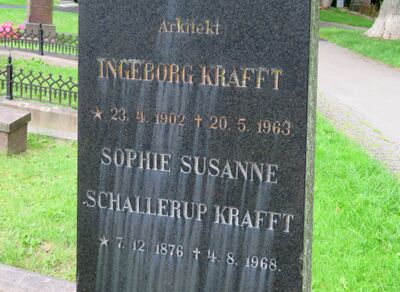 Arkitekt
INGEBORG KRAFFT
* 23. 4. 1902 † 20. 5. 1963.
SOPHIE SUSANNE
SCHALLERUP KRAFFT
* 7. 12. 1876 † 4. 8. 1968.